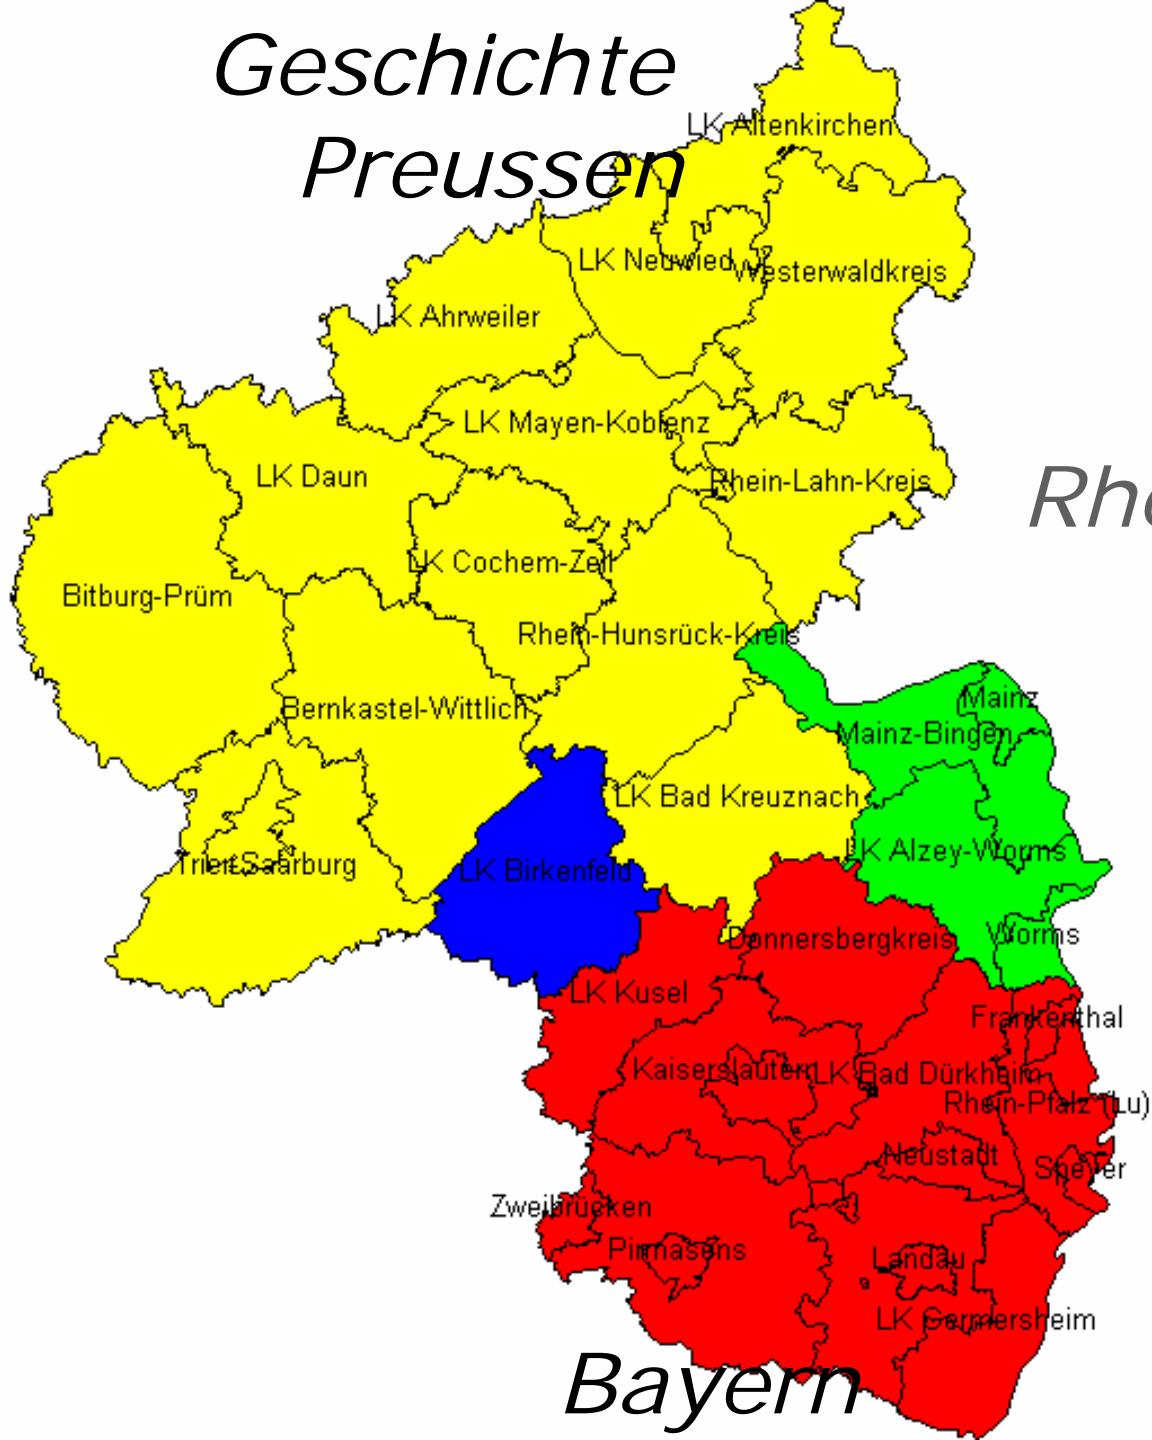 Geschichte
Preussen
LK Altenkirchen
LK Neuwied
Westerwaldkreis
LK Ahrweiler
LK Mayen-Koblenz
LK Daun
Rhein-Lahn-Kreis
Rhe
LK Cochem-Zell
Bitburg-Prüm
Rhein-Hunsrück-Kreis
Mainz
Bernkastel-Wittlich
Mainz-Bingen
LK Bad Kreuznach
LK Alzey-Worms
TrierLSaarburg
LK Birkenfeld
Worms
Donnersbergkreis
LK Kusel
Frankenthal
Kaiserslautern
LK Bad Dürkheim
Rhein-Pfalz (Lu)
Neustadt
Speyer
Zweibrücken
Pirmasens
Landau
LK Germersheim
Bayern